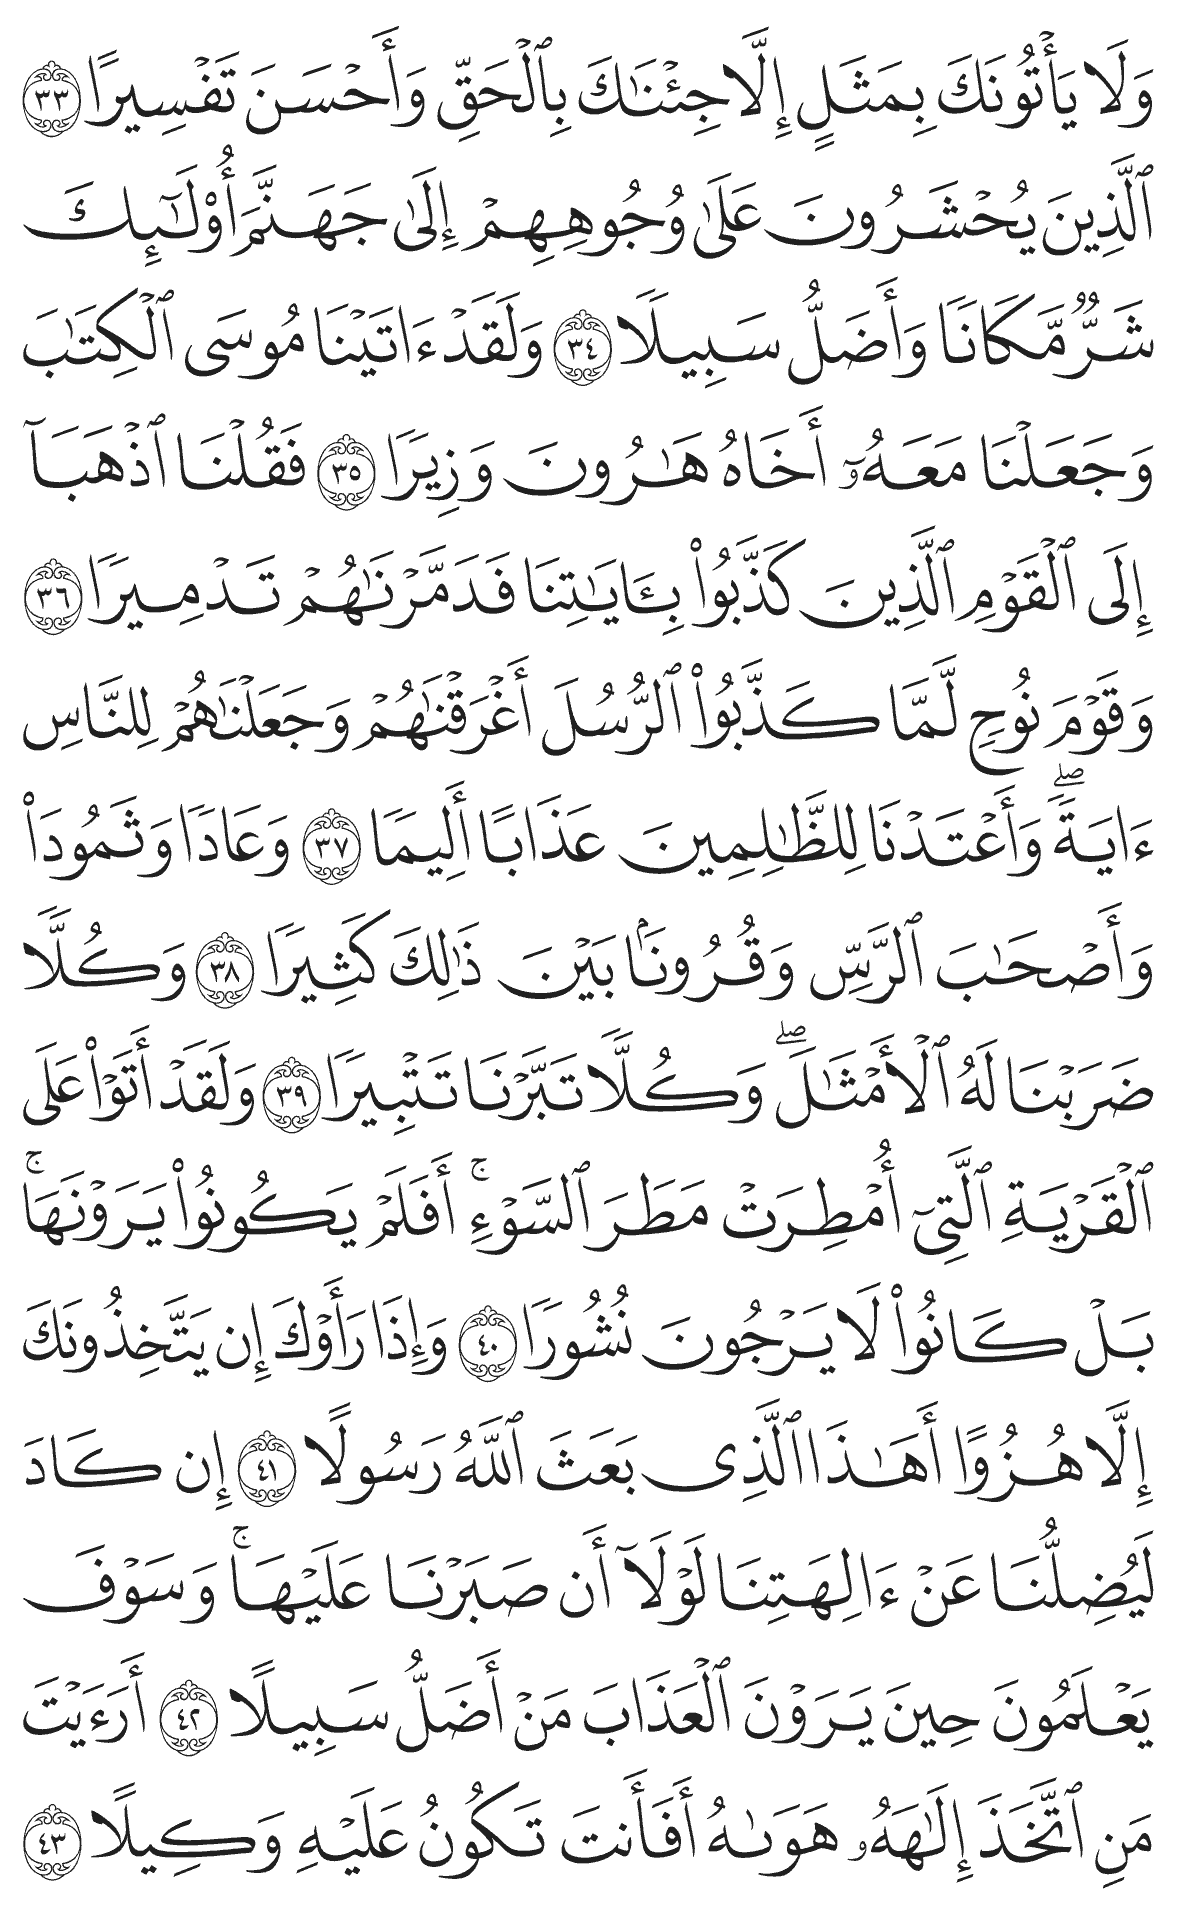 وَلَا يَأْتُونَكَ بِمَثَلٍ إِلَّا جِئْنَٰكَ بِٱلْحَقِّ وَأَحْسَنَ تَفْسِيرًا ٣٣
ٱلَّذِينَ يُحْشَرُونَ عَلَىٰ وُجُوهِهِمْ إِلَىٰ جَهَنَّمَ أُو۟لَٰٓئِكَ
شَرٌّ مَّكَانًا وَأَضَلُّ سَبِيلًا ٣٤ وَلَقَدْ ءَاتَيْنَا مُوسَى ٱلْكِتَٰبَ
وَجَعَلْنَا مَعَهُۥٓ أَخَاهُ هَٰرُونَ وَزِيرًا ٣٥ فَقُلْنَا ٱذْهَبَآ
إِلَى ٱلْقَوْمِ ٱلَّذِينَ كَذَّبُوا۟ بِـَٔايَٰتِنَا فَدَمَّرْنَٰهُمْ تَدْمِيرًا ٣٦
وَقَوْمَ نُوحٍ لَّمَّا كَذَّبُوا۟ ٱلرُّسُلَ أَغْرَقْنَٰهُمْ وَجَعَلْنَٰهُمْ لِلنَّاسِ
ءَايَةً ۖ وَأَعْتَدْنَا لِلظَّٰلِمِينَ عَذَابًا أَلِيمًا ٣٧ وَعَادًا وَثَمُودَا۟
وَأَصْحَٰبَ ٱلرَّسِّ وَقُرُونًۢا بَيْنَ ذَٰلِكَ كَثِيرًا ٣٨ وَكُلًّا
ضَرَبْنَا لَهُ ٱلْأَمْثَٰلَ ۖ وَكُلًّا تَبَّرْنَا تَتْبِيرًا ٣٩ وَلَقَدْ أَتَوْا۟ عَلَى
ٱلْقَرْيَةِ ٱلَّتِىٓ أُمْطِرَتْ مَطَرَ ٱلسَّوْءِ ۚ أَفَلَمْ يَكُونُوا۟ يَرَوْنَهَا ۚ
بَلْ كَانُوا۟ لَا يَرْجُونَ نُشُورًا ٤٠ وَإِذَا رَأَوْكَ إِن يَتَّخِذُونَكَ
إِلَّا هُزُوًا أَهَٰذَا ٱلَّذِى بَعَثَ ٱللَّهُ رَسُولًا ٤١ إِن كَادَ
لَيُضِلُّنَا عَنْ ءَالِهَتِنَا لَوْلَآ أَن صَبَرْنَا عَلَيْهَا ۚ وَسَوْفَ
يَعْلَمُونَ حِينَ يَرَوْنَ ٱلْعَذَابَ مَنْ أَضَلُّ سَبِيلًا ٤٢ أَرَءَيْتَ
مَنِ ٱتَّخَذَ إِلَٰهَهُۥ هَوَىٰهُ أَفَأَنتَ تَكُونُ عَلَيْهِ وَكِيلًا ٤٣